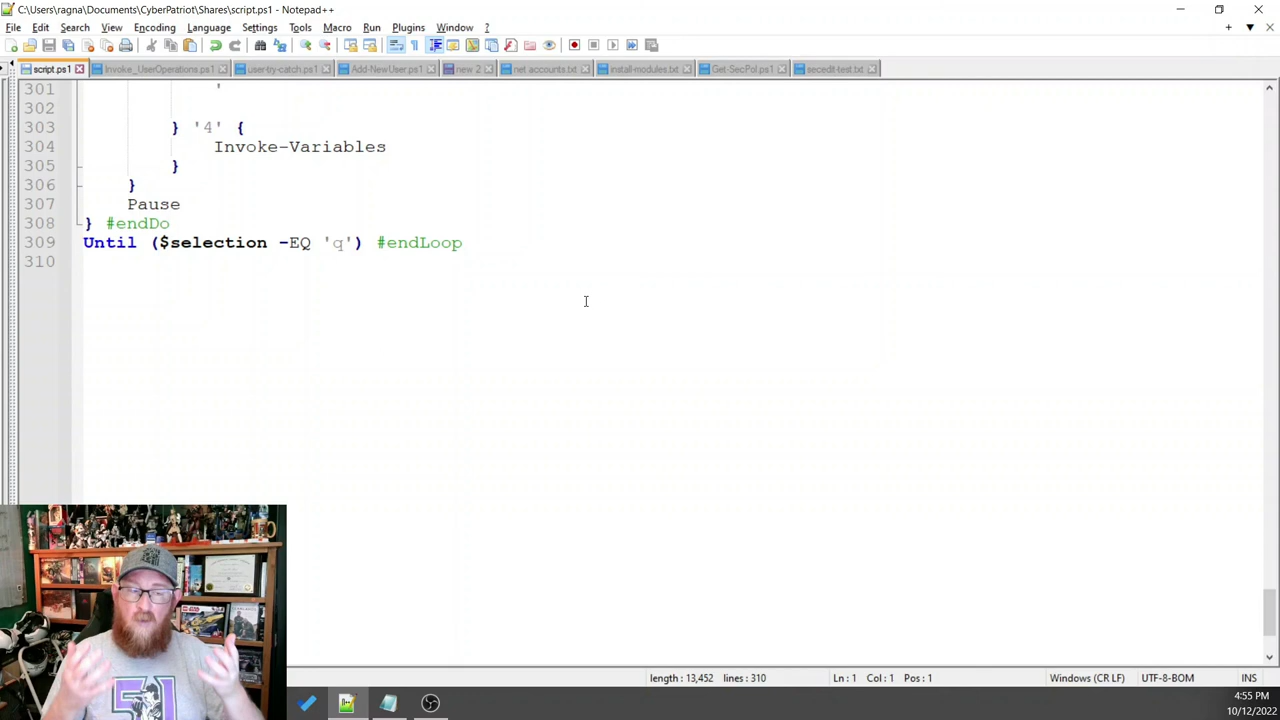 C:\Users\ragna\Documents\CyberPatriot\Shares\script.ps1 - Notepad++
File Edit Search View Encoding Language Settings Tools Macro Run Plugins Window ?
script.ps1 Invoke_UserOperations.ps1 user-try-catch.ps1 Add-NewUser.ps1 new 2 net accounts.txt install-modules.txt Get-SecPol.ps1 secedit-test.txt
301 '
302
303 } '4' {
304 Invoke-Variables
305 }
306 }
307 Pause
308 } #endDo
309 Until ($selection -EQ 'q') #endLoop
310
length : 13,452 lines : 310 Ln : 1 Col : 1 Pos : 1 Windows (CR LF) UTF-8-BOM INS
4:55 PM
10/12/2022